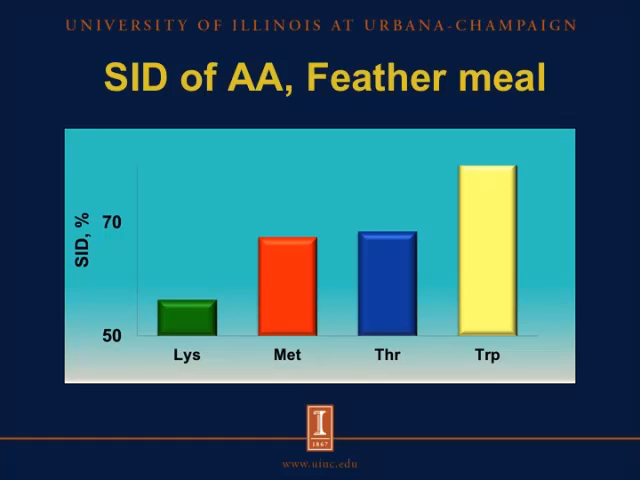 UNIVERSITY OF ILLINOIS AT URBANA-CHAMPAIGN
SID of AA, Feather meal
SID, %
70
50
Lys Met Thr Trp
I
1867
www.uiuc.edu